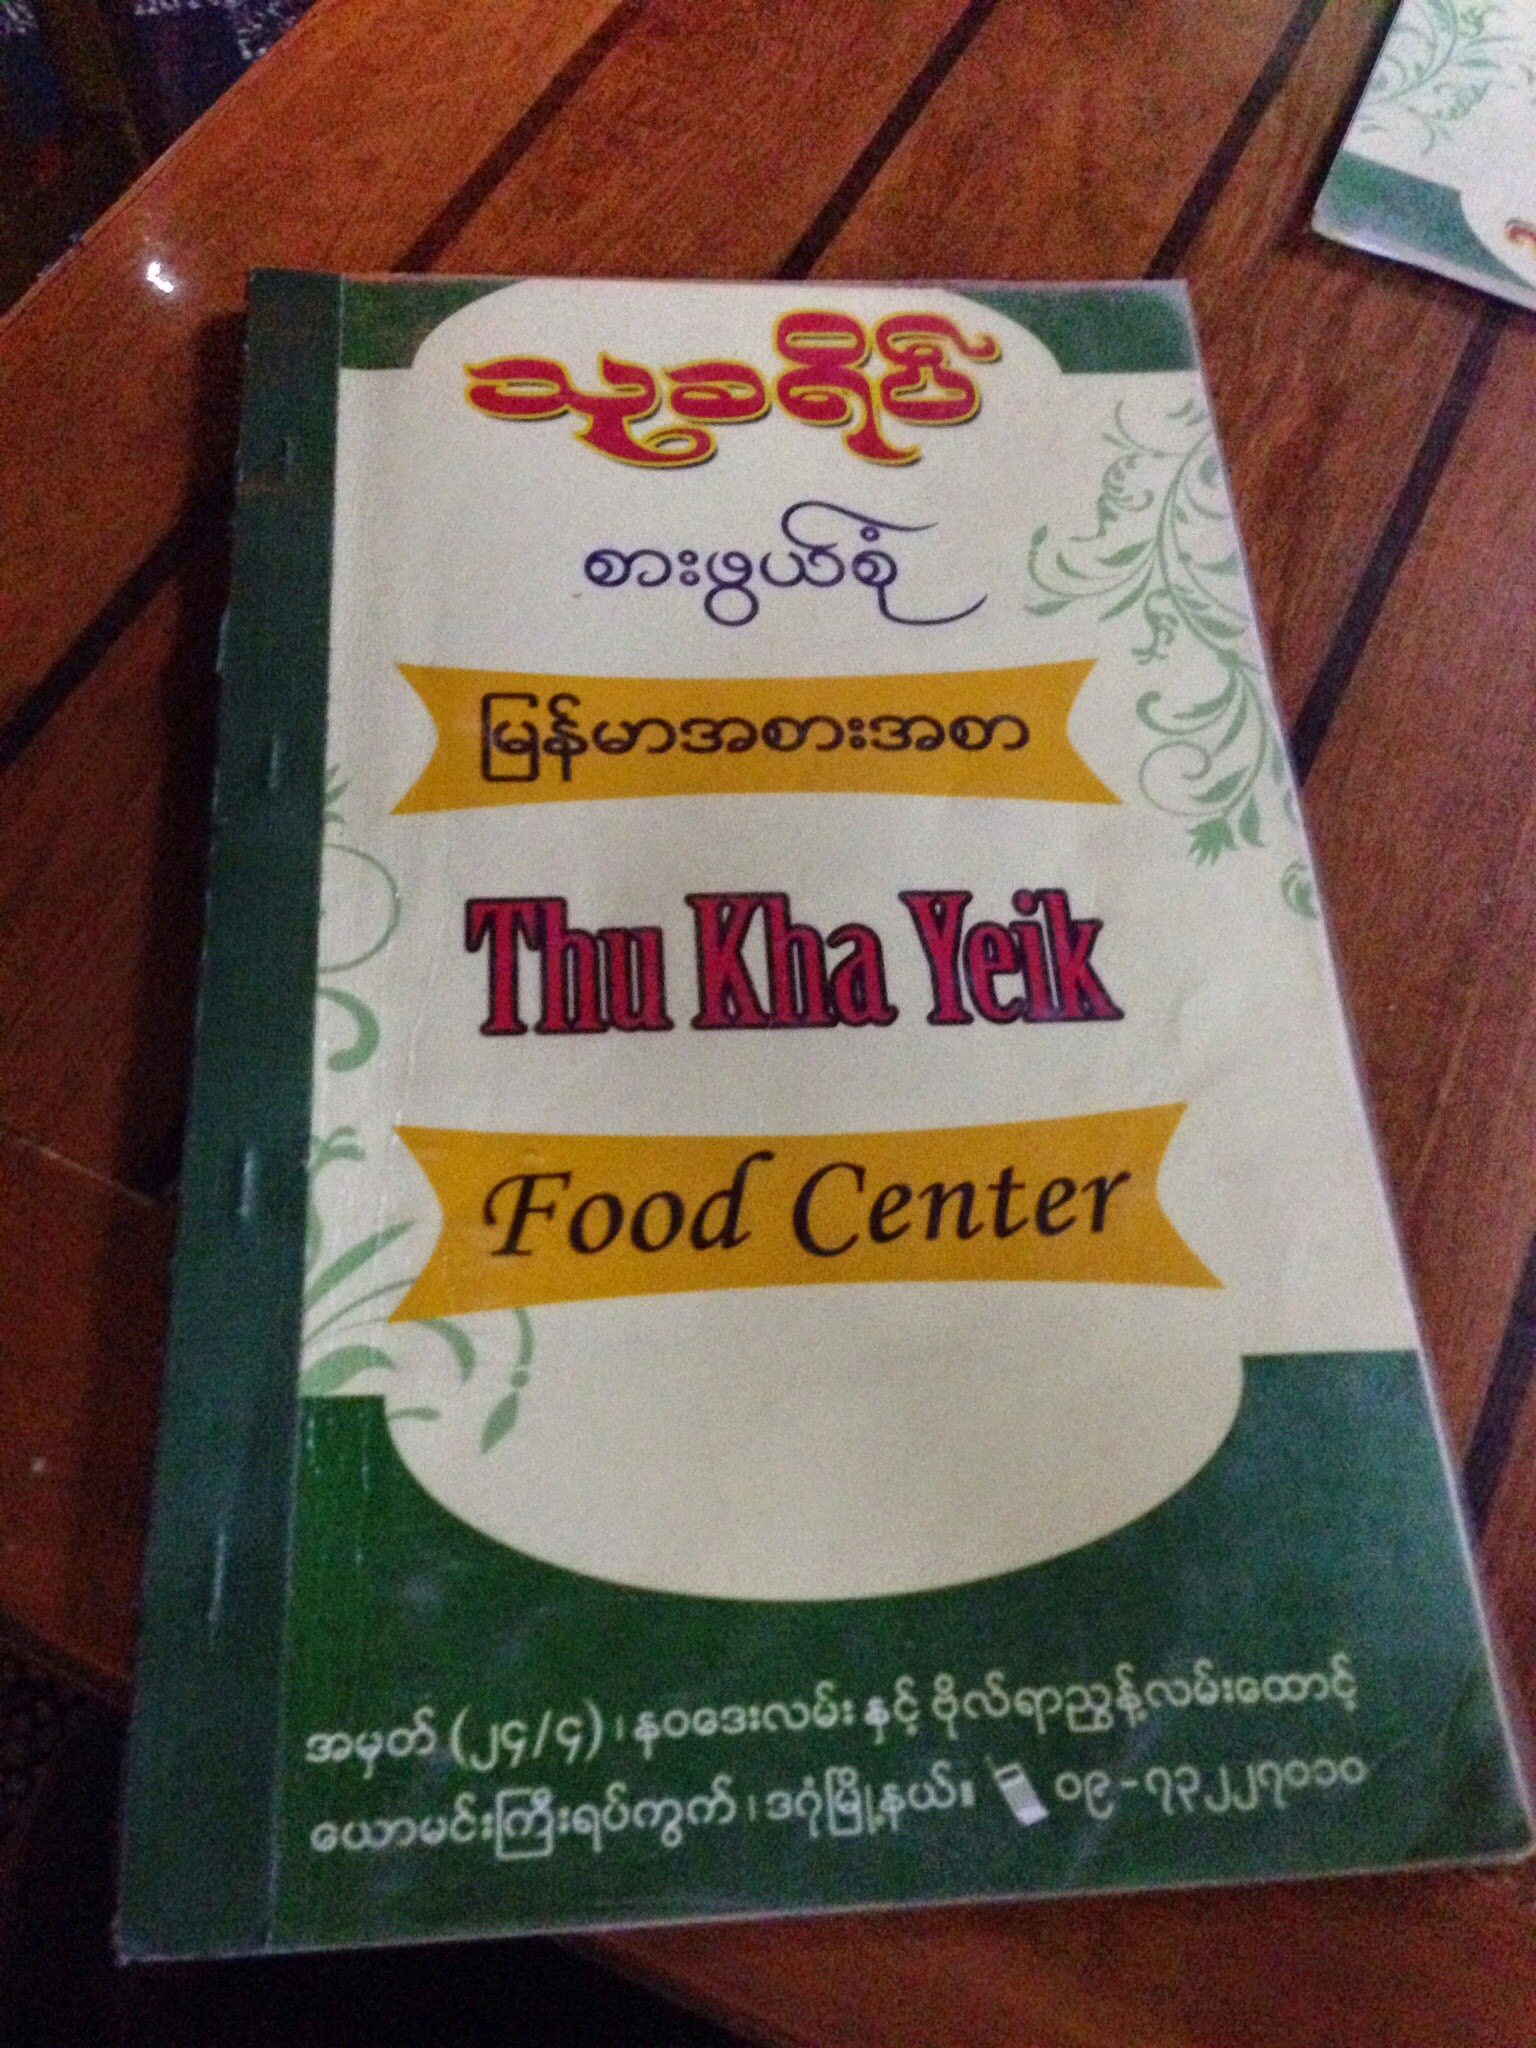 သုခရိပ်
စားဖွယ်စုံ
မြန်မာအစားအစာ
Thu Kha Yeik
Food Center
အမှတ် (၂၄/၄)၊ နဝဒေးလမ်း နှင့် ဗိုလ်ရာညွှန့်လမ်းထောင့်
ယောမင်းကြီးရပ်ကွက်၊ ဒဂုံမြို့နယ်။ ၀၉-၇၃၂၂၇၀၁၀